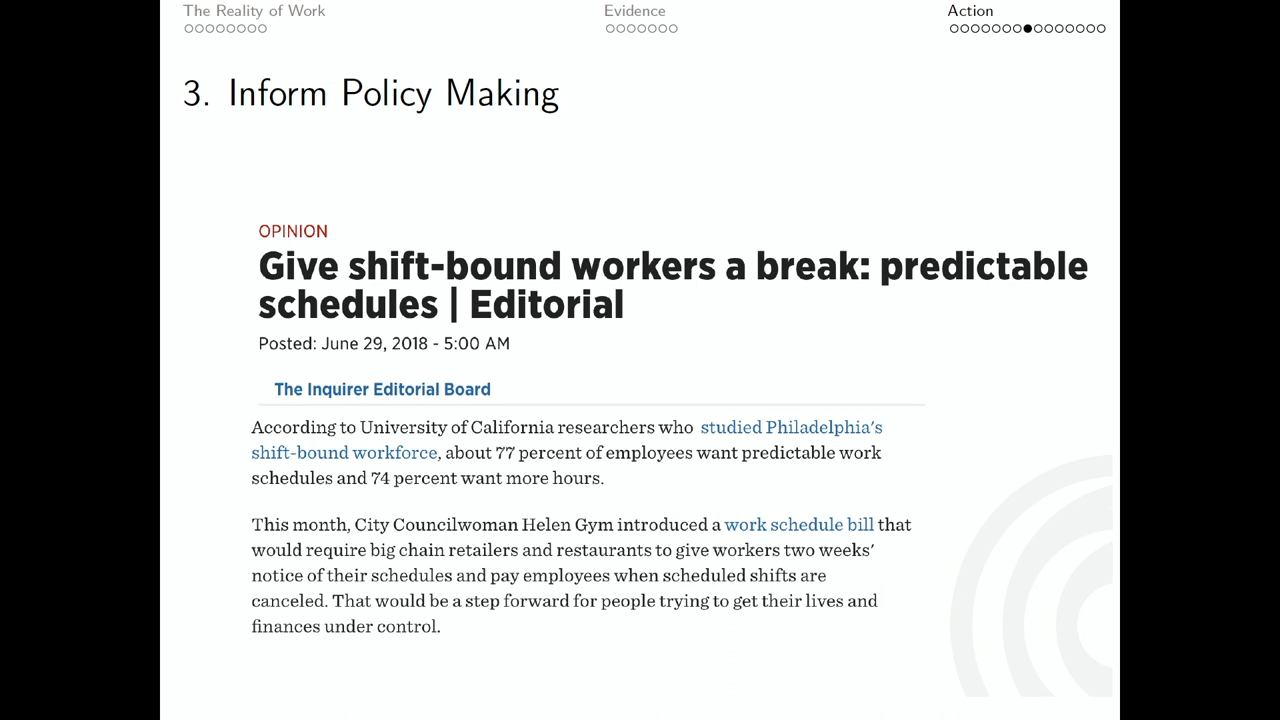 The Reality of Work
Evidence
Action
3. Inform Policy Making
OPINION
Give shift-bound workers a break: predictable
schedules | Editorial
Posted: June 29, 2018 - 5:00 AM
The Inquirer Editorial Board
According to University of California researchers who studied Philadelphia's
shift-bound workforce, about 77 percent of employees want predictable work
schedules and 74 percent want more hours.
This month, City Councilwoman Helen Gym introduced a work schedule bill that
would require big chain retailers and restaurants to give workers two weeks'
notice of their schedules and pay employees when scheduled shifts are
canceled. That would be a step forward for people trying to get their lives and
finances under control.